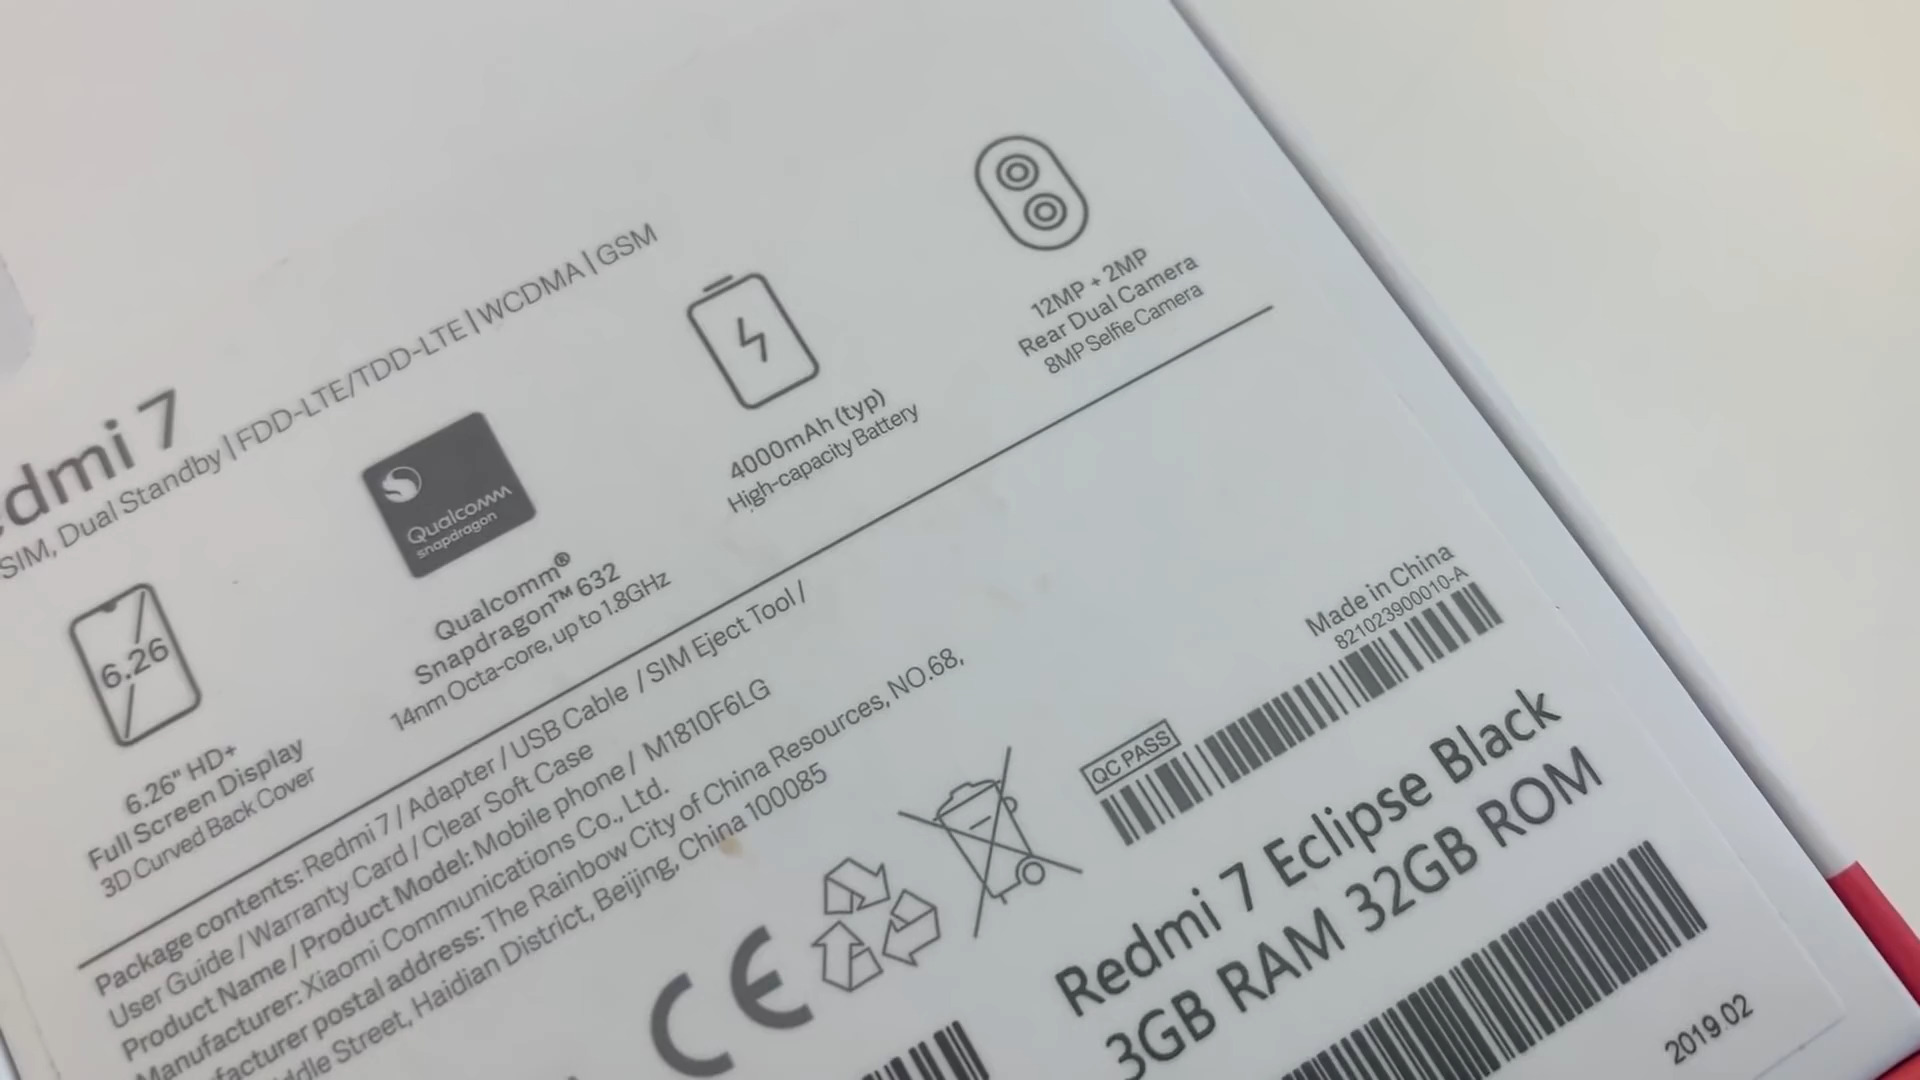 edmi 7
SIM, Dual Standby | FDD-LTE/TDD-LTE | WCDMA | GSM
6.26
6.26" HD+
Full Screen Display
3D Curved Back Cover
Qualcomm
snapdragon
Qualcomm®
Snapdragon™ 632
14nm Octa-core, up to 1.8GHz
4000mAh (typ)
High-capacity Battery
12MP + 2MP
Rear Dual Camera
8MP Selfie Camera
Package contents: Redmi 7 / Adapter / USB Cable / SIM Eject Tool /
User Guide / Warranty Card / Clear Soft Case
Product Name / Product Model: Mobile phone / M1810F6LG
Manufacturer: Xiaomi Communications Co., Ltd.
facturer postal address: The Rainbow City of China Resources, NO.68,
ddle Street, Haidian District, Beijing, China 100085
CE
Made in China
821023900010-A
QC PASS
Redmi 7 Eclipse Black
3GB RAM 32GB ROM
2019.02